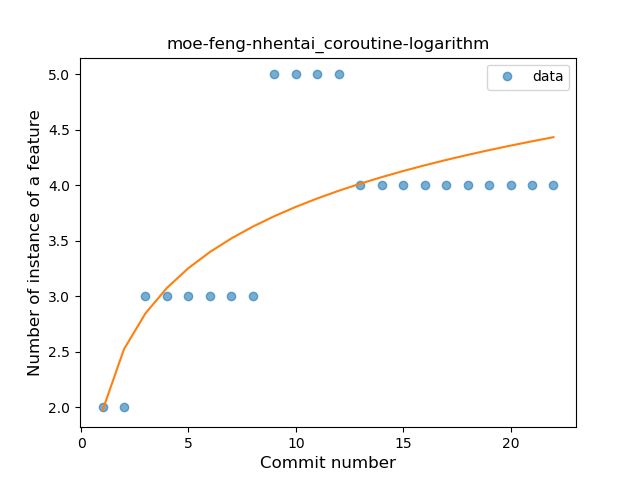 moe-feng-nhentai_coroutine-logarithm
data
Number of instance of a feature
5.0
4.5
4.0
3.5
3.0
2.5
2.0
0 5 10 15 20
Commit number